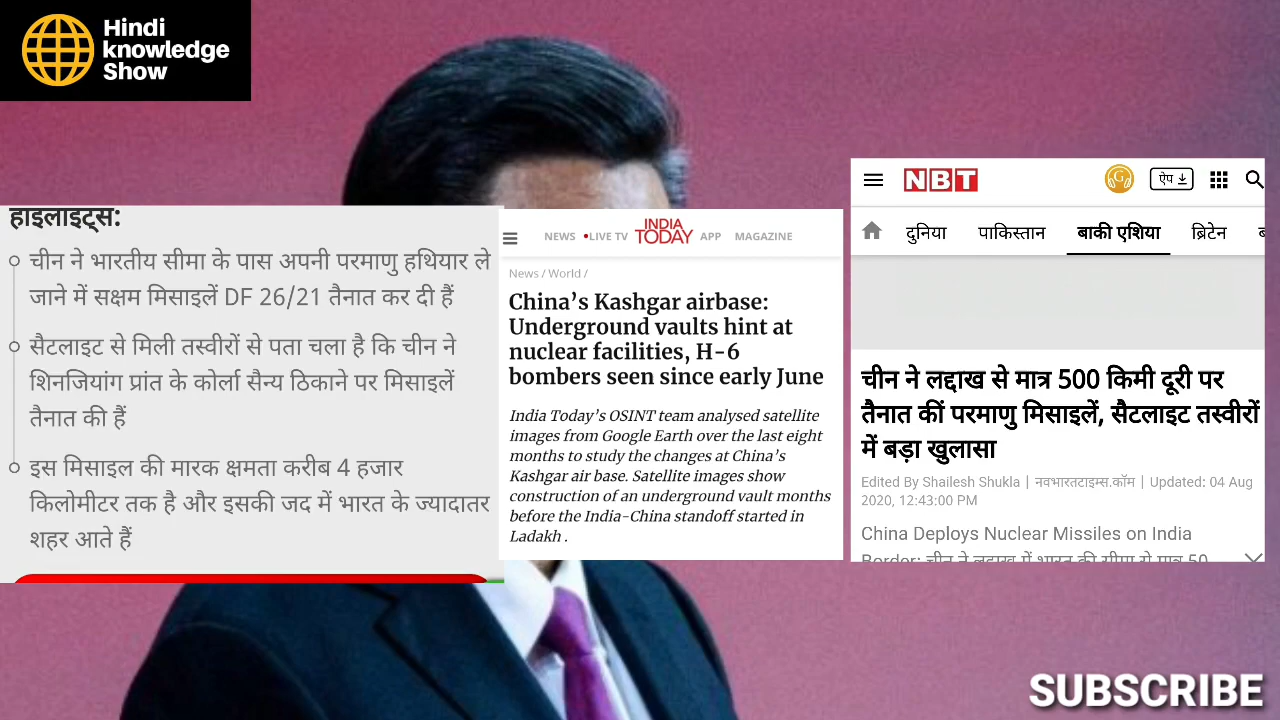 Hindi
knowledge
Show
हाइलाइट्स:
चीन ने भारतीय सीमा के पास अपनी परमाणु हथियार ले
जाने में सक्षम मिसाइलें DF 26/21 तैनात कर दी हैं
सैटलाइट से मिली तस्वीरों से पता चला है कि चीन ने
शिनजियांग प्रांत के कोर्ला सैन्य ठिकाने पर मिसाइलें
तैनात की हैं
इस मिसाइल की मारक क्षमता करीब 4 हजार
किलोमीटर तक है और इसकी जद में भारत के ज्यादातर
शहर आते हैं
NEWS LIVE TV INDIA TODAY APP MAGAZINE
News / World /
China’s Kashgar airbase:
Underground vaults hint at
nuclear facilities, H-6
bombers seen since early June
India Today’s OSINT team analysed satellite
images from Google Earth over the last eight
months to study the changes at China’s
Kashgar air base. Satellite images show
construction of an underground vault months
before the India-China standoff started in
Ladakh .
NBT G ऐप
दुनिया पाकिस्तान बाकी एशिया ब्रिटेन
चीन ने लद्दाख से मात्र 500 किमी दूरी पर
तैनात कीं परमाणु मिसाइलें, सैटलाइट तस्वीरों
में बड़ा खुलासा
Edited By Shailesh Shukla | नवभारतटाइम्स.कॉम | Updated: 04 Aug
2020, 12:43:00 PM
China Deploys Nuclear Missiles on India
Border: चीन ने लद्दाख में भारत की सीमा से मात्र 50
SUBSCRIBE